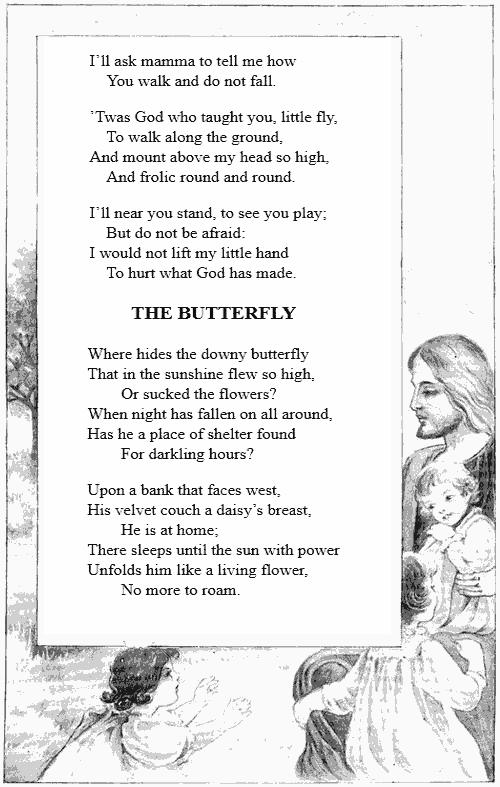 I’ll ask mamma to tell me how
You walk and do not fall.
’Twas God who taught you, little fly,
To walk along the ground,
And mount above my head so high,
And frolic round and round.
I’ll near you stand, to see you play;
But do not be afraid:
I would not lift my little hand
To hurt what God has made.
THE BUTTERFLY
Where hides the downy butterfly
That in the sunshine flew so high,
Or sucked the flowers?
When night has fallen on all around,
Has he a place of shelter found
For darkling hours?
Upon a bank that faces west,
His velvet couch a daisy’s breast,
He is at home;
There sleeps until the sun with power
Unfolds him like a living flower,
No more to roam.